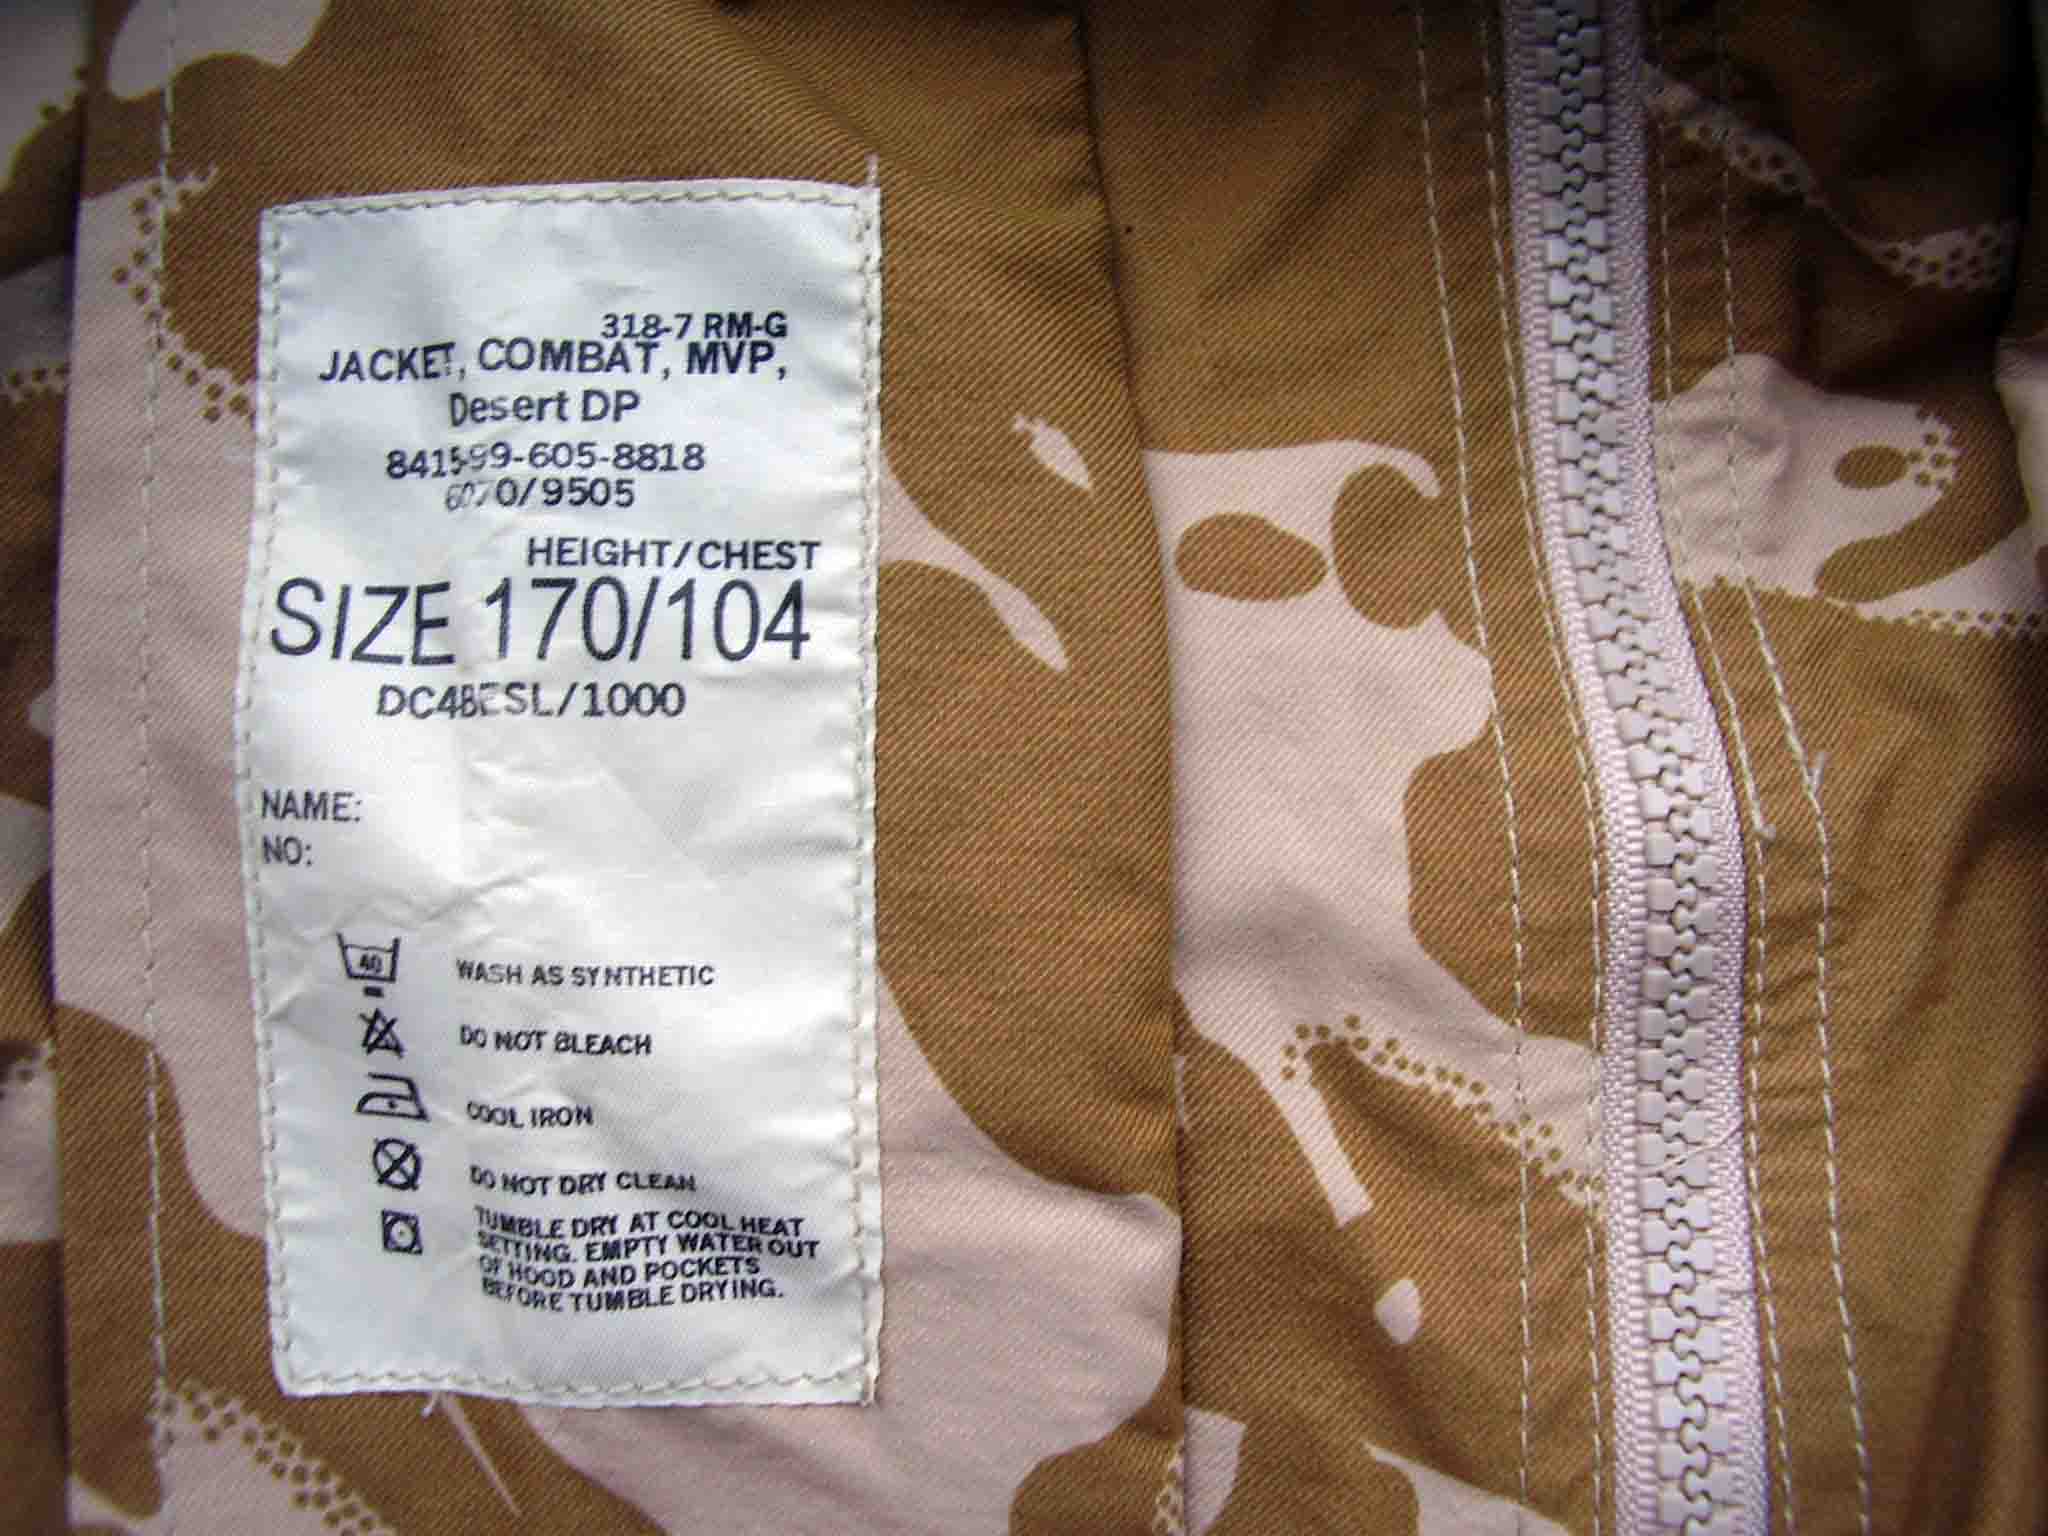 318-7 RM-G
JACKET, COMBAT, MVP,
Desert DP
8415-99-605-8818
6070/9505
HEIGHT/CHEST
SIZE 170/104
DC4BESL/1000
NAME:
NO:
40 WASH AS SYNTHETIC
DO NOT BLEACH
COOL IRON
DO NOT DRY CLEAN
TUMBLE DRY AT COOL HEAT
SETTING. EMPTY WATER OUT
OF HOOD AND POCKETS
BEFORE TUMBLE DRYING.